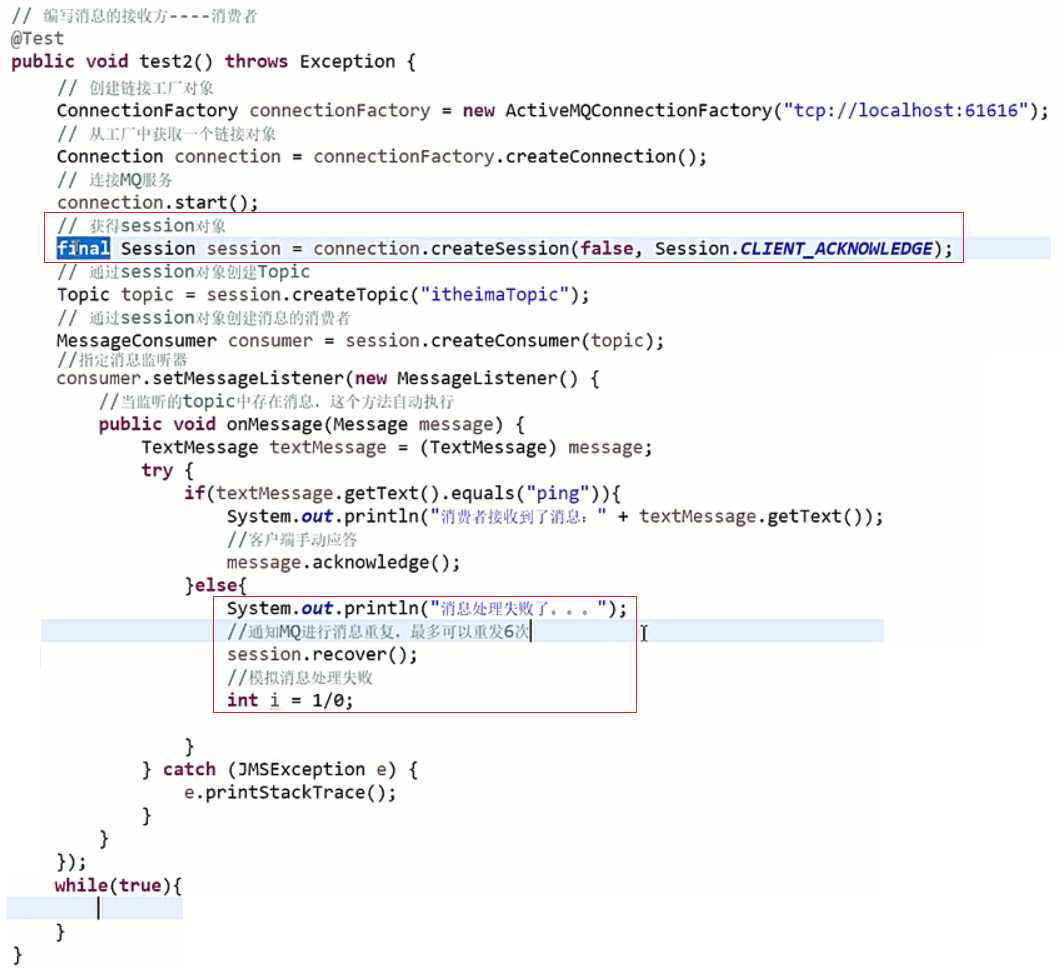 // 编写消息的接收方----消费者
@Test
public void test2() throws Exception {
// 创建链接工厂对象
ConnectionFactory connectionFactory = new ActiveMQConnectionFactory("tcp://localhost:61616");
// 从工厂中获取一个链接对象
Connection connection = connectionFactory.createConnection();
// 连接MQ服务
connection.start();
// 获得session对象
final Session session = connection.createSession(false, Session.CLIENT_ACKNOWLEDGE);
// 通过session对象创建Topic
Topic topic = session.createTopic("itheimaTopic");
// 通过session对象创建消息的消费者
MessageConsumer consumer = session.createConsumer(topic);
//指定消息监听器
consumer.setMessageListener(new MessageListener() {
//当监听的topic中存在消息，这个方法自动执行
public void onMessage(Message message) {
TextMessage textMessage = (TextMessage) message;
try {
if(textMessage.getText().equals("ping")){
System.out.println("消费者接收到了消息：" + textMessage.getText());
//客户端手动应答
message.acknowledge();
}else{
System.out.println("消息处理失败了。。。");
//通知MQ进行消息重复，最多可以重发6次
session.recover();
//模拟消息处理失败
int i = 1/0;
}
} catch (JMSException e) {
e.printStackTrace();
}
}
});
while(true){
}
}